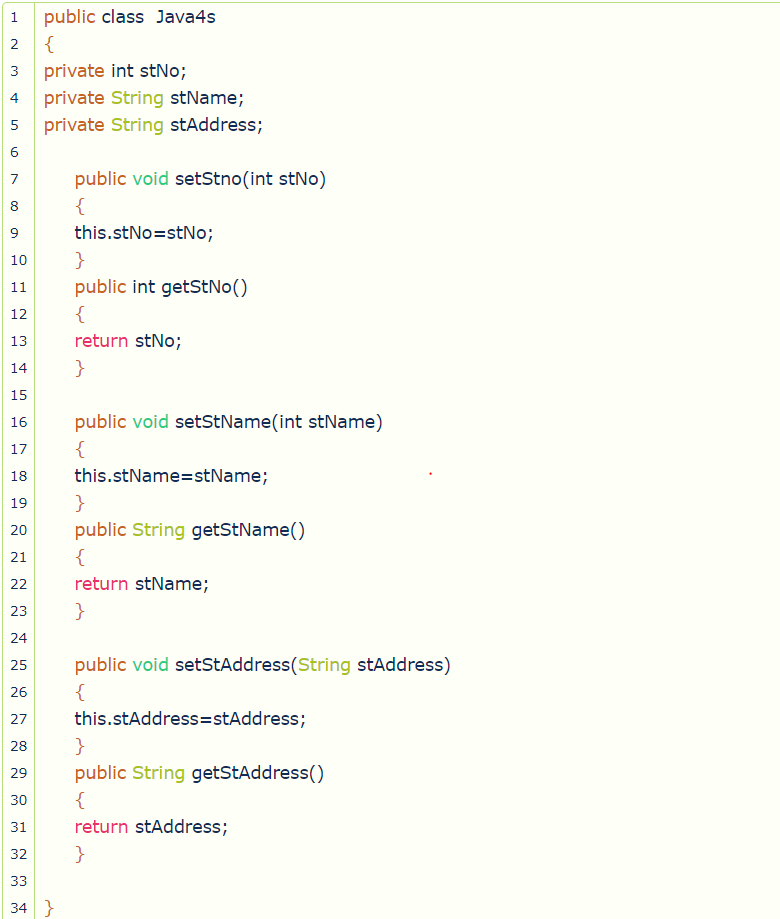 1 public class  Java4s
2 {
3 private int stNo;
4 private String stName;
5 private String stAddress;
6
7 public void setStno(int stNo)
8 {
9 this.stNo=stNo;
10 }
11 public int getStNo()
12 {
13 return stNo;
14 }
15
16 public void setStName(int stName)
17 {
18 this.stName=stName;
19 }
20 public String getStName()
21 {
22 return stName;
23 }
24
25 public void setStAddress(String stAddress)
26 {
27 this.stAddress=stAddress;
28 }
29 public String getStAddress()
30 {
31 return stAddress;
32 }
33
34 }